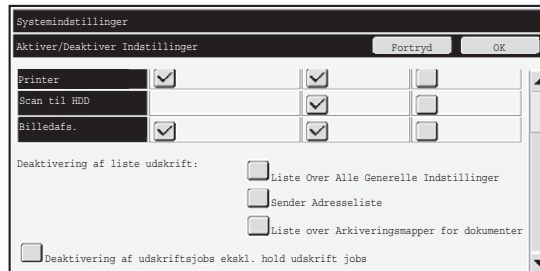 Systemindstillinger
Aktiver/Deaktiver Indstillinger Fortryd OK
Printer
Scan til HDD
Billedafs.
Deaktivering af liste udskrift:
Liste Over Alle Generelle Indstillinger
Sender Adresseliste
Liste over Arkiveringsmapper for dokumenter
Deaktivering af udskriftsjobs ekskl. hold udskrift jobs